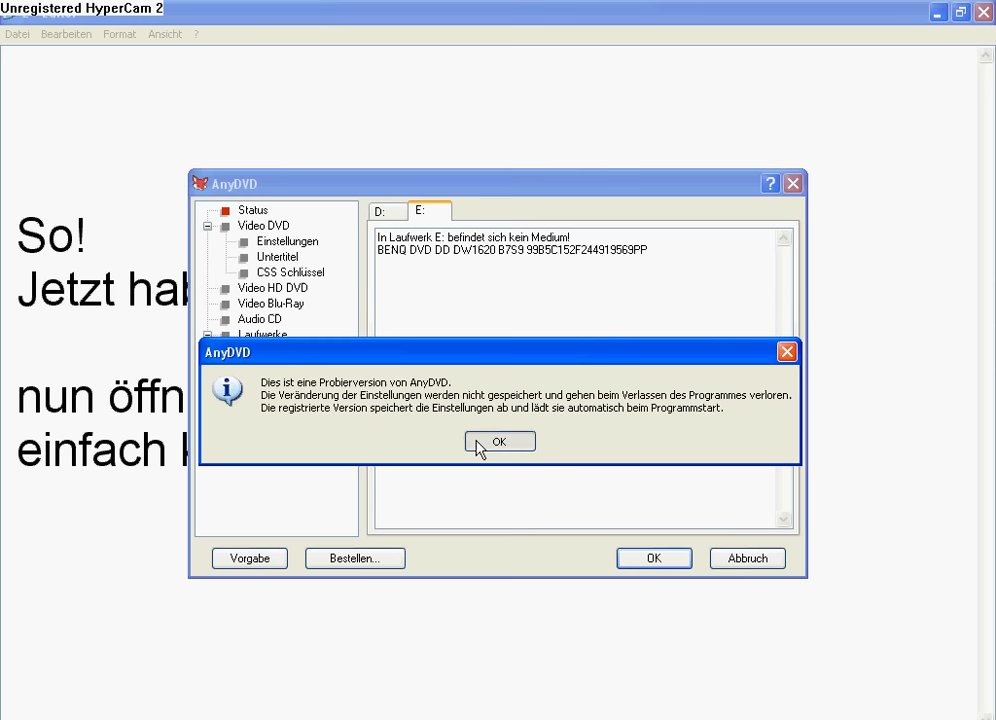 Unregistered HyperCam 2
Datei Bearbeiten Format Ansicht ?
So!
Jetzt hab
nun öffn
einfach k
AnyDVD
Status
Video DVD
Einstellungen
Untertitel
CSS Schlüssel
Video HD DVD
Video Blu-Ray
Audio CD
Laufwerke
D: E:
In Laufwerk E: befindet sich kein Medium!
BENQ DVD DD DW1620 B7S9 99B5C152F244919569PP
AnyDVD
Dies ist eine Probierversion von AnyDVD.
Die Veränderung der Einstellungen werden nicht gespeichert und gehen beim Verlassen des Programmes verloren.
Die registrierte Version speichert die Einstellungen ab und lädt sie automatisch beim Programmstart.
OK
Vorgabe Bestellen... OK Abbruch